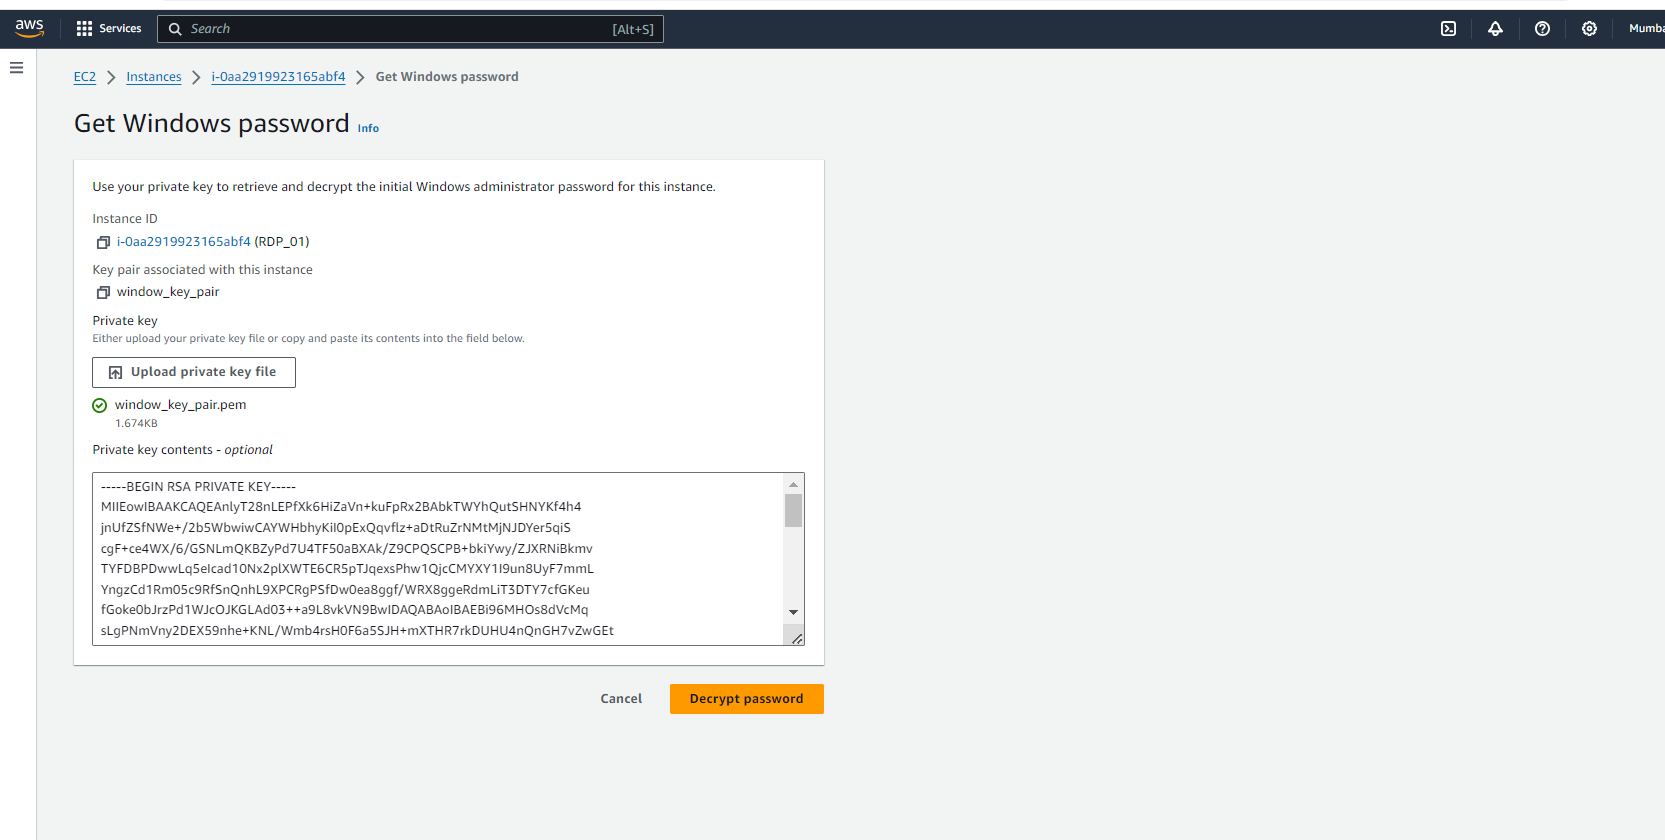 aws
Services
Search
[Alt+S]
EC2 > Instances > i-0aa2919923165abf4 > Get Windows password
Get Windows password Info
Use your private key to retrieve and decrypt the initial Windows administrator password for this instance.
Instance ID
i-0aa2919923165abf4 (RDP_01)
Key pair associated with this instance
window_key_pair
Private key
Either upload your private key file or copy and paste its contents into the field below.
Upload private key file
window_key_pair.pem
1.674KB
Private key contents - optional
-----BEGIN RSA PRIVATE KEY-----
MIIEowIBAAKCAQEAnlyT28nLEPfXk6HiZaVn+kuFpRx2BAbkTWYhQutSHNYKf4h4
jnUfZSfNWe+/2b5WbwiwCAYWHbhyKiI0pExQqvflz+aDtRuZrNMtMjNJDYer5qiS
cgF+ce4WX/6/GSNLmQKBZyPd7U4TF50aBXAk/Z9CPQSCPB+bkiYwy/ZJXRNiBkmv
TYFDBPDwwLq5eIcad10Nx2plXWTE6CR5pTJqexsPhw1QjcCMYXY1I9un8UyF7mmL
YngzCd1Rm05c9RfSnQnhL9XPCRgPSfDw0ea8ggf/WRX8ggeRdmLiT3DTY7cfGKeu
fGoke0bJrzPd1WJcOJKGLAd03++a9L8vkVN9BwIDAQABAoIBAEBi96MHOs8dVcMq
sLgPNmVny2DEX59nhe+KNL/Wmb4rsH0F6a5SJH+mXTHR7rkDUHU4nQnGH7vZwGEt
Cancel
Decrypt password